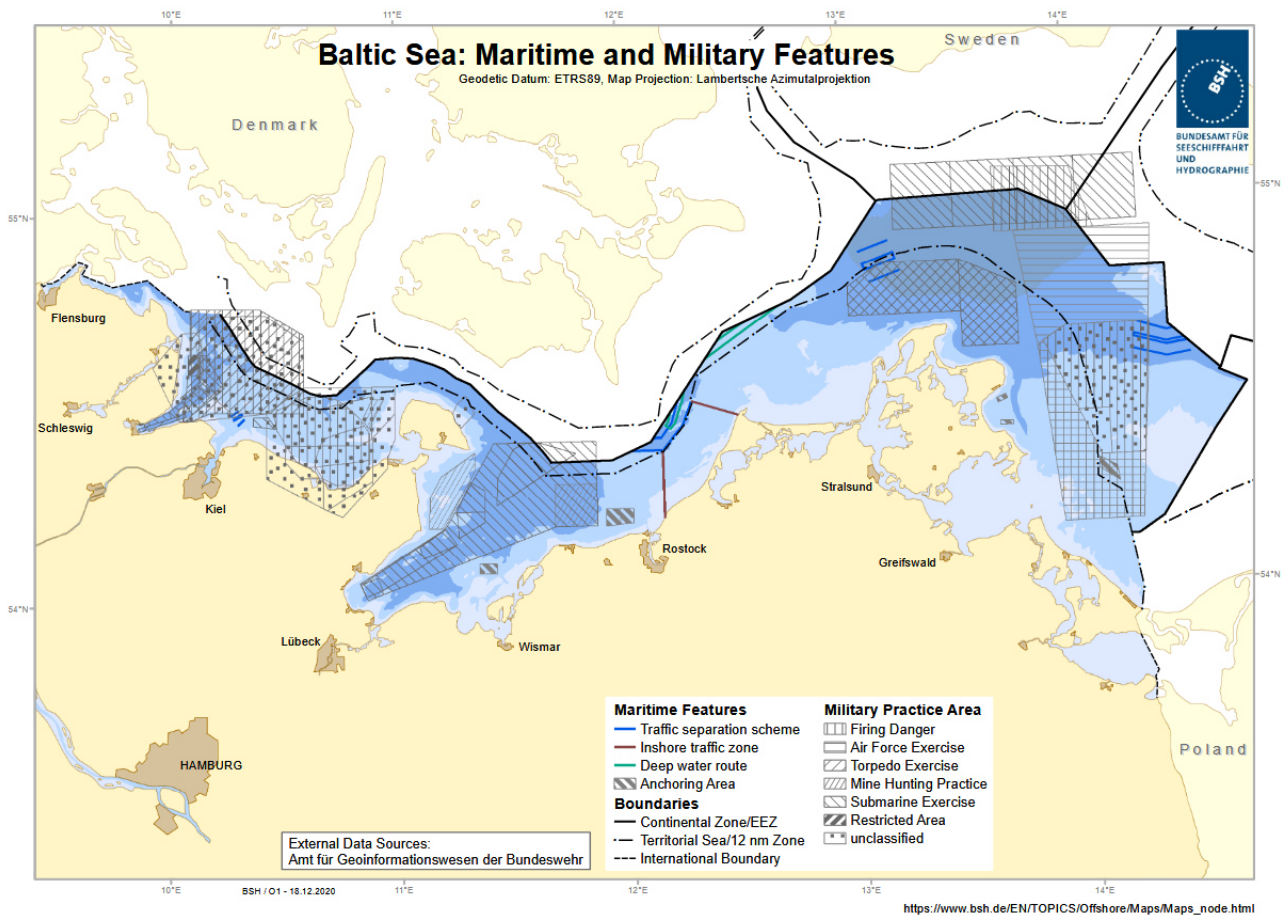 10°E
11°E
12°E
13°E
14°E
Baltic Sea: Maritime and Military Features
Geodetic Datum: ETRS89, Map Projection: Lambertsche Azimutalprojektion
Sweden
BSH
BUNDESAMT FÜR
SEESCHIFFFAHRT
UND
HYDROGRAPHIE
Denmark
55°N
55°N
Flensburg
Schleswig
Kiel
Stralsund
Rostock
Greifswald
54°N
54°N
Lübeck
Wismar
HAMBURG
Poland
Maritime Features
Traffic separation scheme
Inshore traffic zone
Deep water route
Anchoring Area
Boundaries
Continental Zone/EEZ
Territorial Sea/12 nm Zone
International Boundary
Military Practice Area
Firing Danger
Air Force Exercise
Torpedo Exercise
Mine Hunting Practice
Submarine Exercise
Restricted Area
unclassified
External Data Sources:
Amt für Geoinformationswesen der Bundeswehr
10°E
11°E
12°E
13°E
14°E
BSH / O1 - 18.12.2020
https://www.bsh.de/EN/TOPICS/Offshore/Maps/Maps_node.html